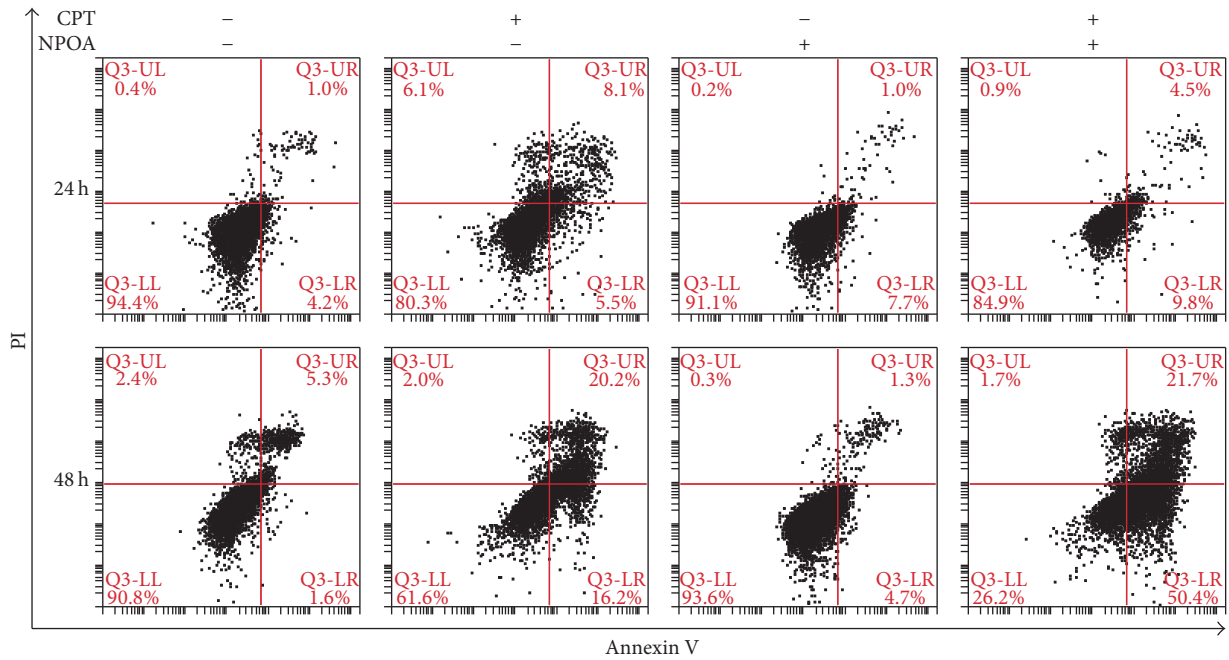 CPT − + − +
NPOA − − + +
Q3-UL Q3-UR Q3-UL Q3-UR Q3-UL Q3-UR Q3-UL Q3-UR
0.4% 1.0% 6.1% 8.1% 0.2% 1.0% 0.9% 4.5%
24 h
Q3-LL Q3-LR Q3-LL Q3-LR Q3-LL Q3-LR Q3-LL Q3-LR
94.4% 4.2% 80.3% 5.5% 91.1% 7.7% 84.9% 9.8%
PI
Q3-UL Q3-UR Q3-UL Q3-UR Q3-UL Q3-UR Q3-UL Q3-UR
2.4% 5.3% 2.0% 20.2% 0.3% 1.3% 1.7% 21.7%
48 h
Q3-LL Q3-LR Q3-LL Q3-LR Q3-LL Q3-LR Q3-LL Q3-LR
90.8% 1.6% 61.6% 16.2% 93.6% 4.7% 26.2% 50.4%
Annexin V